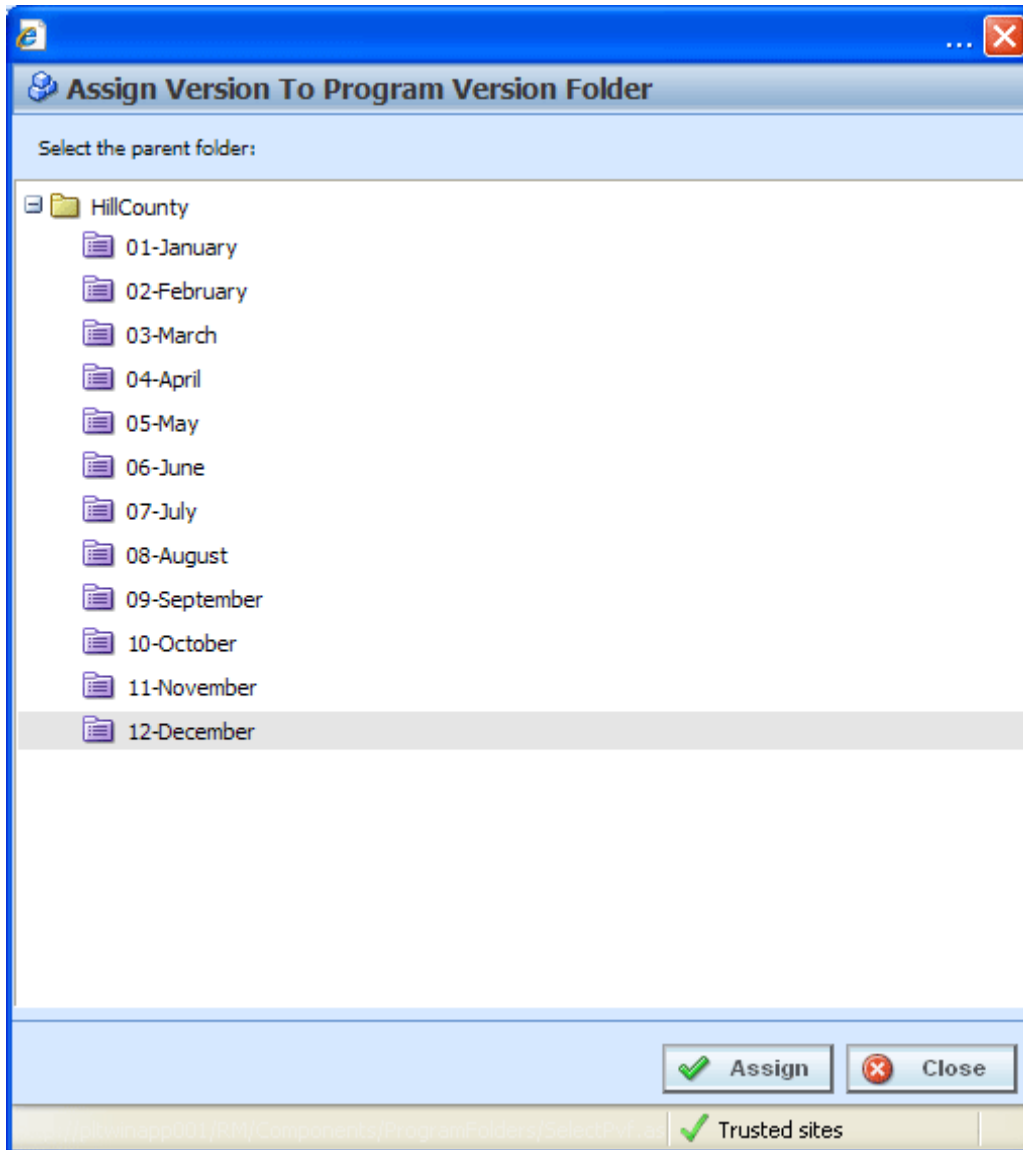 ...
Assign Version To Program Version Folder
Select the parent folder:
HillCounty
01-January
02-February
03-March
04-April
05-May
06-June
07-July
08-August
09-September
10-October
11-November
12-December
Assign Close
Trusted sites